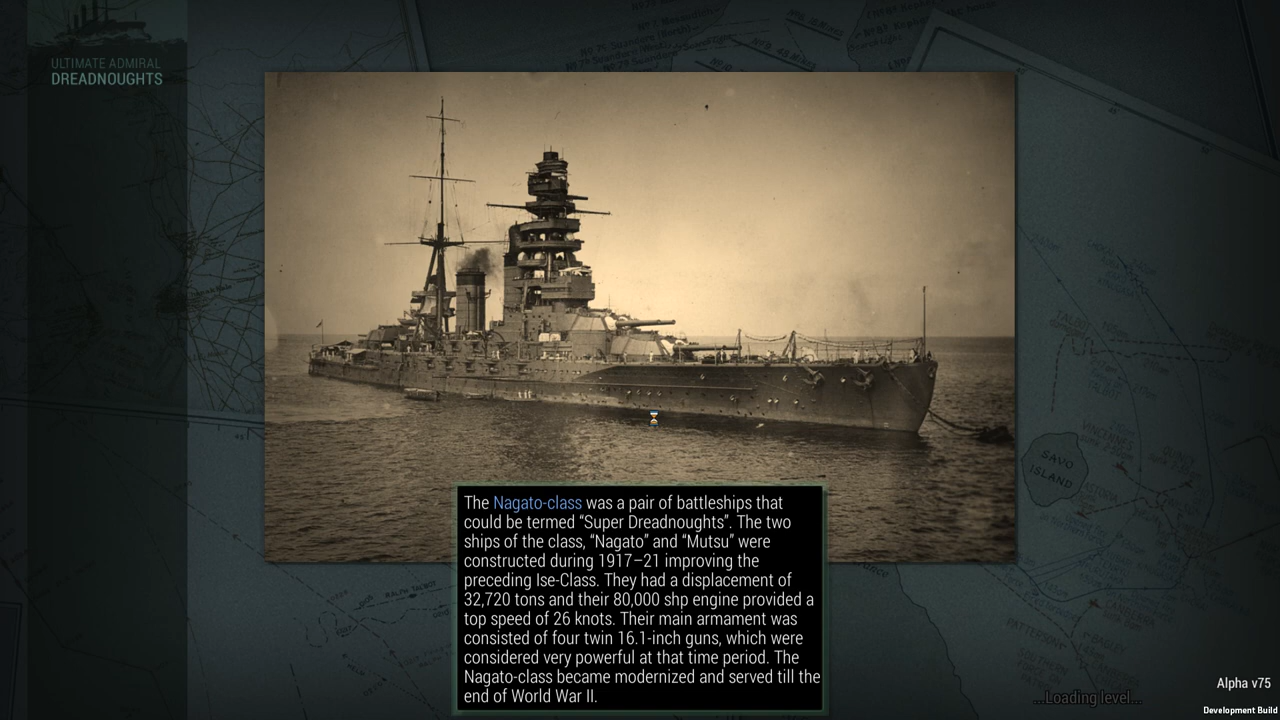 ULTIMATE ADMIRAL
DREADNOUGHTS
The Nagato-class was a pair of battleships that
could be termed “Super Dreadnoughts”. The two
ships of the class, “Nagato” and “Mutsu” were
constructed during 1917–21 improving the
preceding Ise-Class. They had a displacement of
32,720 tons and their 80,000 shp engine provided a
top speed of 26 knots. Their main armament was
consisted of four twin 16.1-inch guns, which were
considered very powerful at that time period. The
Nagato-class became modernized and served till the
end of World War II.
SAVO
ISLAND
Alpha v75
...Loading level...
Development Build